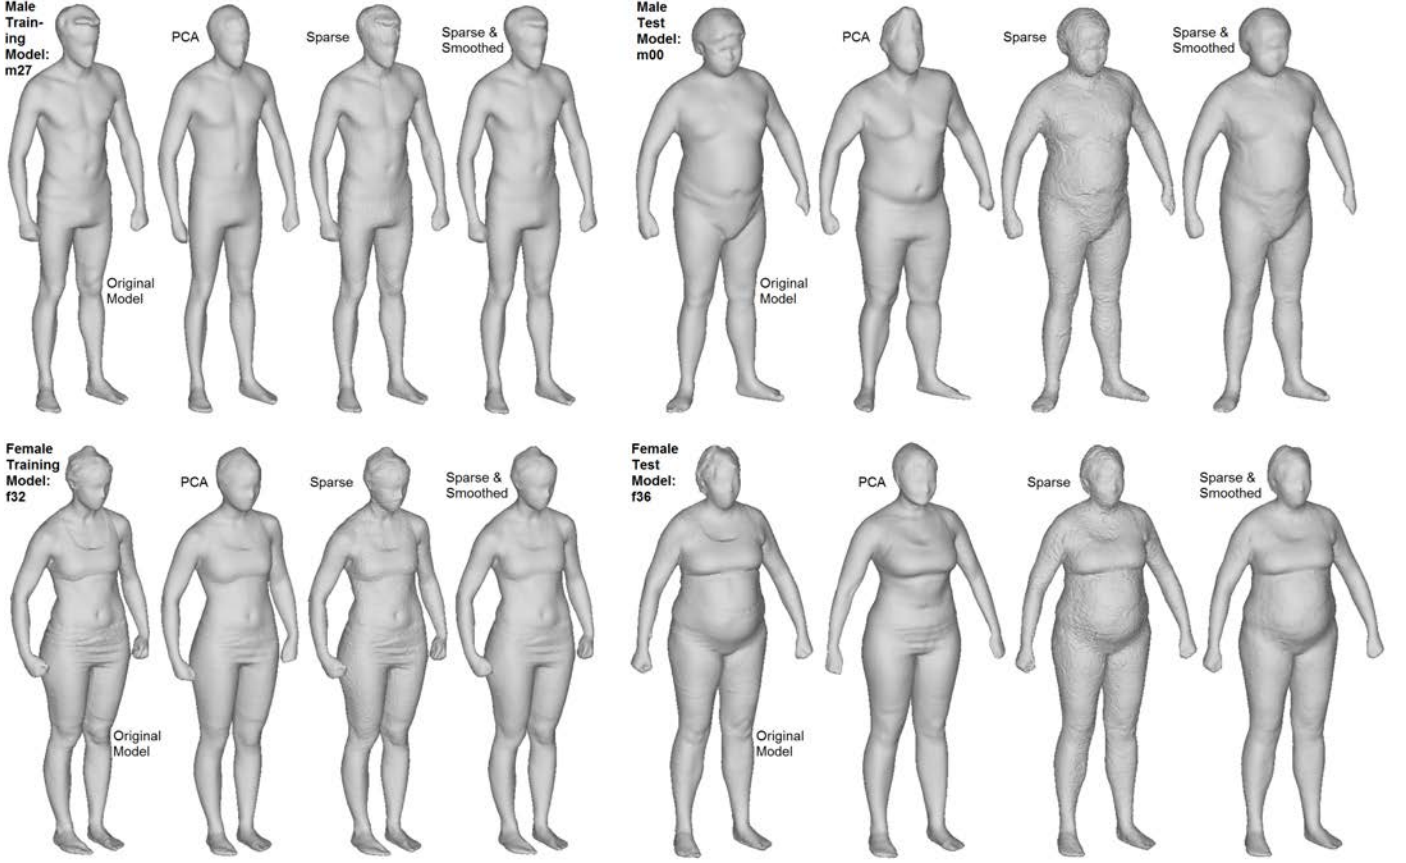 Male
Train-
ing
Model:
m27
PCA
Sparse
Sparse &
Smoothed
Original
Model
Male
Test
Model:
m00
PCA
Sparse
Sparse &
Smoothed
Original
Model
Female
Training
Model:
f32
PCA
Sparse
Sparse &
Smoothed
Original
Model
Female
Test
Model:
f36
PCA
Sparse
Sparse &
Smoothed
Original
Model